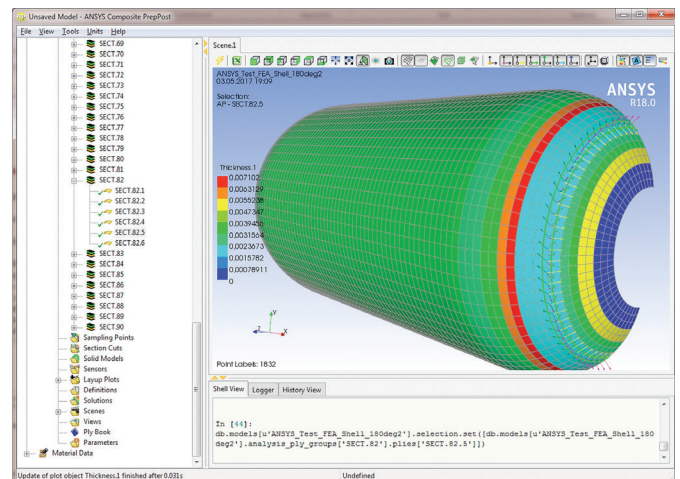 Unsaved Model - ANSYS Composite PrepPost
File View Tools Units Help
SECT.69
SECT.70
SECT.71
SECT.72
SECT.73
SECT.74
SECT.75
SECT.76
SECT.77
SECT.78
SECT.79
SECT.80
SECT.81
SECT.82
SECT.82.1
SECT.82.2
SECT.82.3
SECT.82.4
SECT.82.5
SECT.82.6
SECT.83
SECT.84
SECT.85
SECT.86
SECT.87
SECT.88
SECT.89
SECT.90
Sampling Points
Section Cuts
Solid Models
Sensors
Layup Plots
Definitions
Solutions
Scenes
Views
Ply Book
Parameters
Material Data
Scene.1
ANSYS_Test_FEA_Shell_180deg2
03.05.2017 19:09
Selection:
AP - SECT.82.5
ANSYS
R18.0
Thickness.1
0.007102
0.0063129
0.0055238
0.0047347
0.0039456
0.0031564
0.0023673
0.0015782
0.00078911
0
Y
Z
X
Point Labels: 1832
Shell View Logger History View
In [44]:
db.models[u'ANSYS_Test_FEA_Shell_180deg2'].selection.set([db.models[u'ANSYS_Test_FEA_Shell_180
deg2'].analysis_ply_groups['SECT.82'].plies['SECT.82.5']])
Update of plot object Thickness.1 finished after 0.031s
Undefined